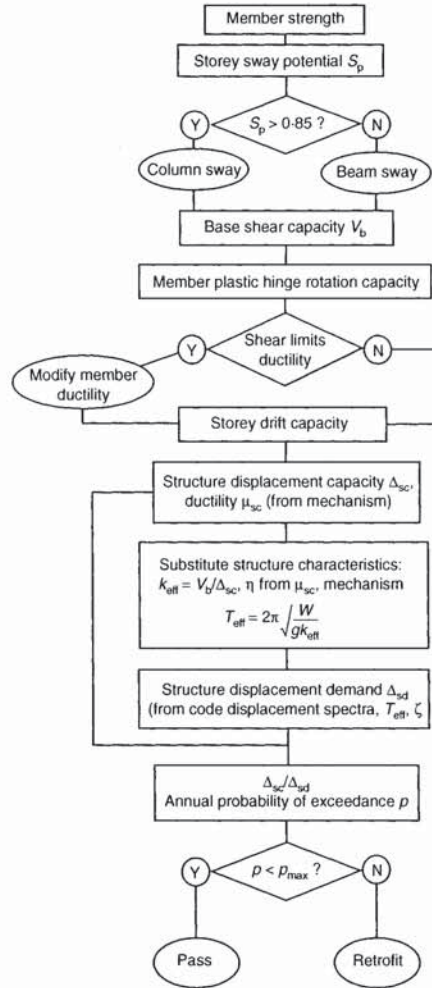 Member strength
Storey sway potential Sₚ
Y
Sₚ > 0·85 ?
N
Column sway
Beam sway
Base shear capacity V_b
Member plastic hinge rotation capacity
Y
Shear limits
ductility
N
Modify member
ductility
Storey drift capacity
Structure displacement capacity Δ_sc,
ductility μ_sc (from mechanism)
Substitute structure characteristics:
k_eff = V_b/Δ_sc, η from μ_sc, mechanism
T_eff = 2π √(W/gk_eff)
Structure displacement demand Δ_sd
(from code displacement spectra, T_eff, ζ
Δ_sc/Δ_sd
Annual probability of exceedance p
Y
p < p_max ?
N
Pass
Retrofit